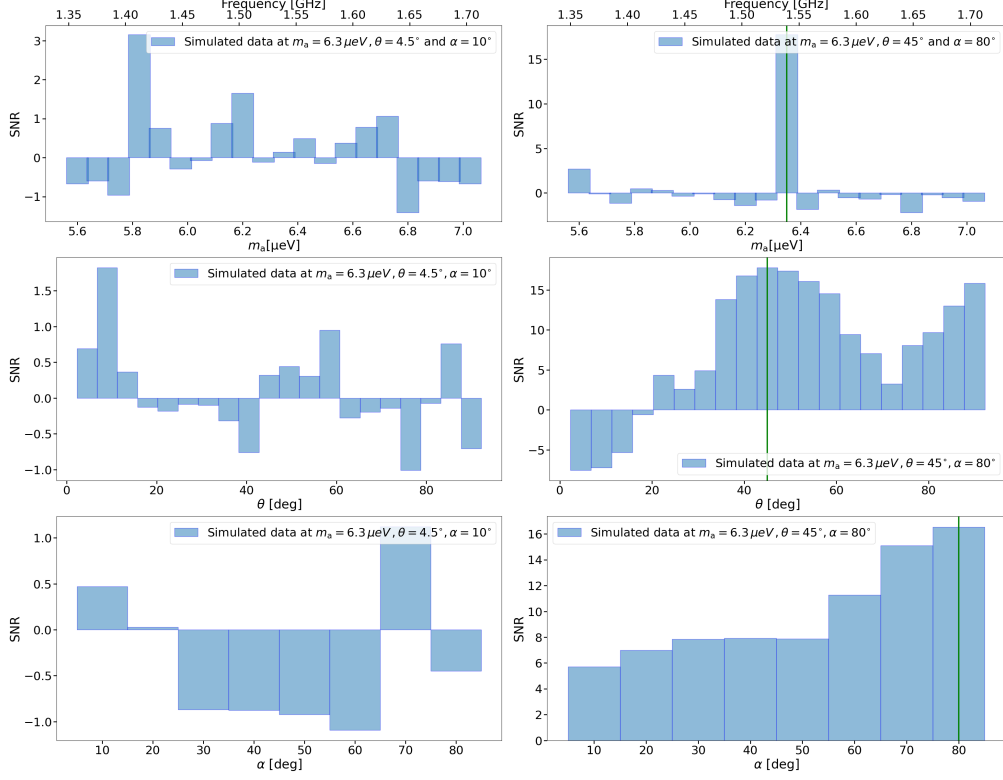 Frequency [GHz]
1.35 1.40 1.45 1.50 1.55 1.60 1.65 1.70
SNR
3
2
1
0
−1
Simulated data at mₐ = 6.3 μeV, θ = 4.5° and α = 10°
5.6 5.8 6.0 6.2 6.4 6.6 6.8 7.0
mₐ[μeV]
Frequency [GHz]
1.35 1.40 1.45 1.50 1.55 1.60 1.65 1.70
SNR
15
10
5
0
Simulated data at mₐ = 6.3 μeV, θ = 45° and α = 80°
5.6 5.8 6.0 6.2 6.4 6.6 6.8 7.0
mₐ[μeV]
SNR
1.5
1.0
0.5
0.0
−0.5
−1.0
Simulated data at mₐ = 6.3 μeV, θ = 4.5°, α = 10°
0 20 40 60 80
θ [deg]
SNR
15
10
5
0
−5
Simulated data at mₐ = 6.3 μeV, θ = 45°, α = 80°
0 20 40 60 80
θ [deg]
SNR
1.0
0.5
0.0
−0.5
−1.0
Simulated data at mₐ = 6.3 μeV, θ = 4.5°, α = 10°
10 20 30 40 50 60 70 80
α [deg]
SNR
16
14
12
10
8
6
4
2
0
Simulated data at mₐ = 6.3 μeV, θ = 45°, α = 80°
10 20 30 40 50 60 70 80
α [deg]